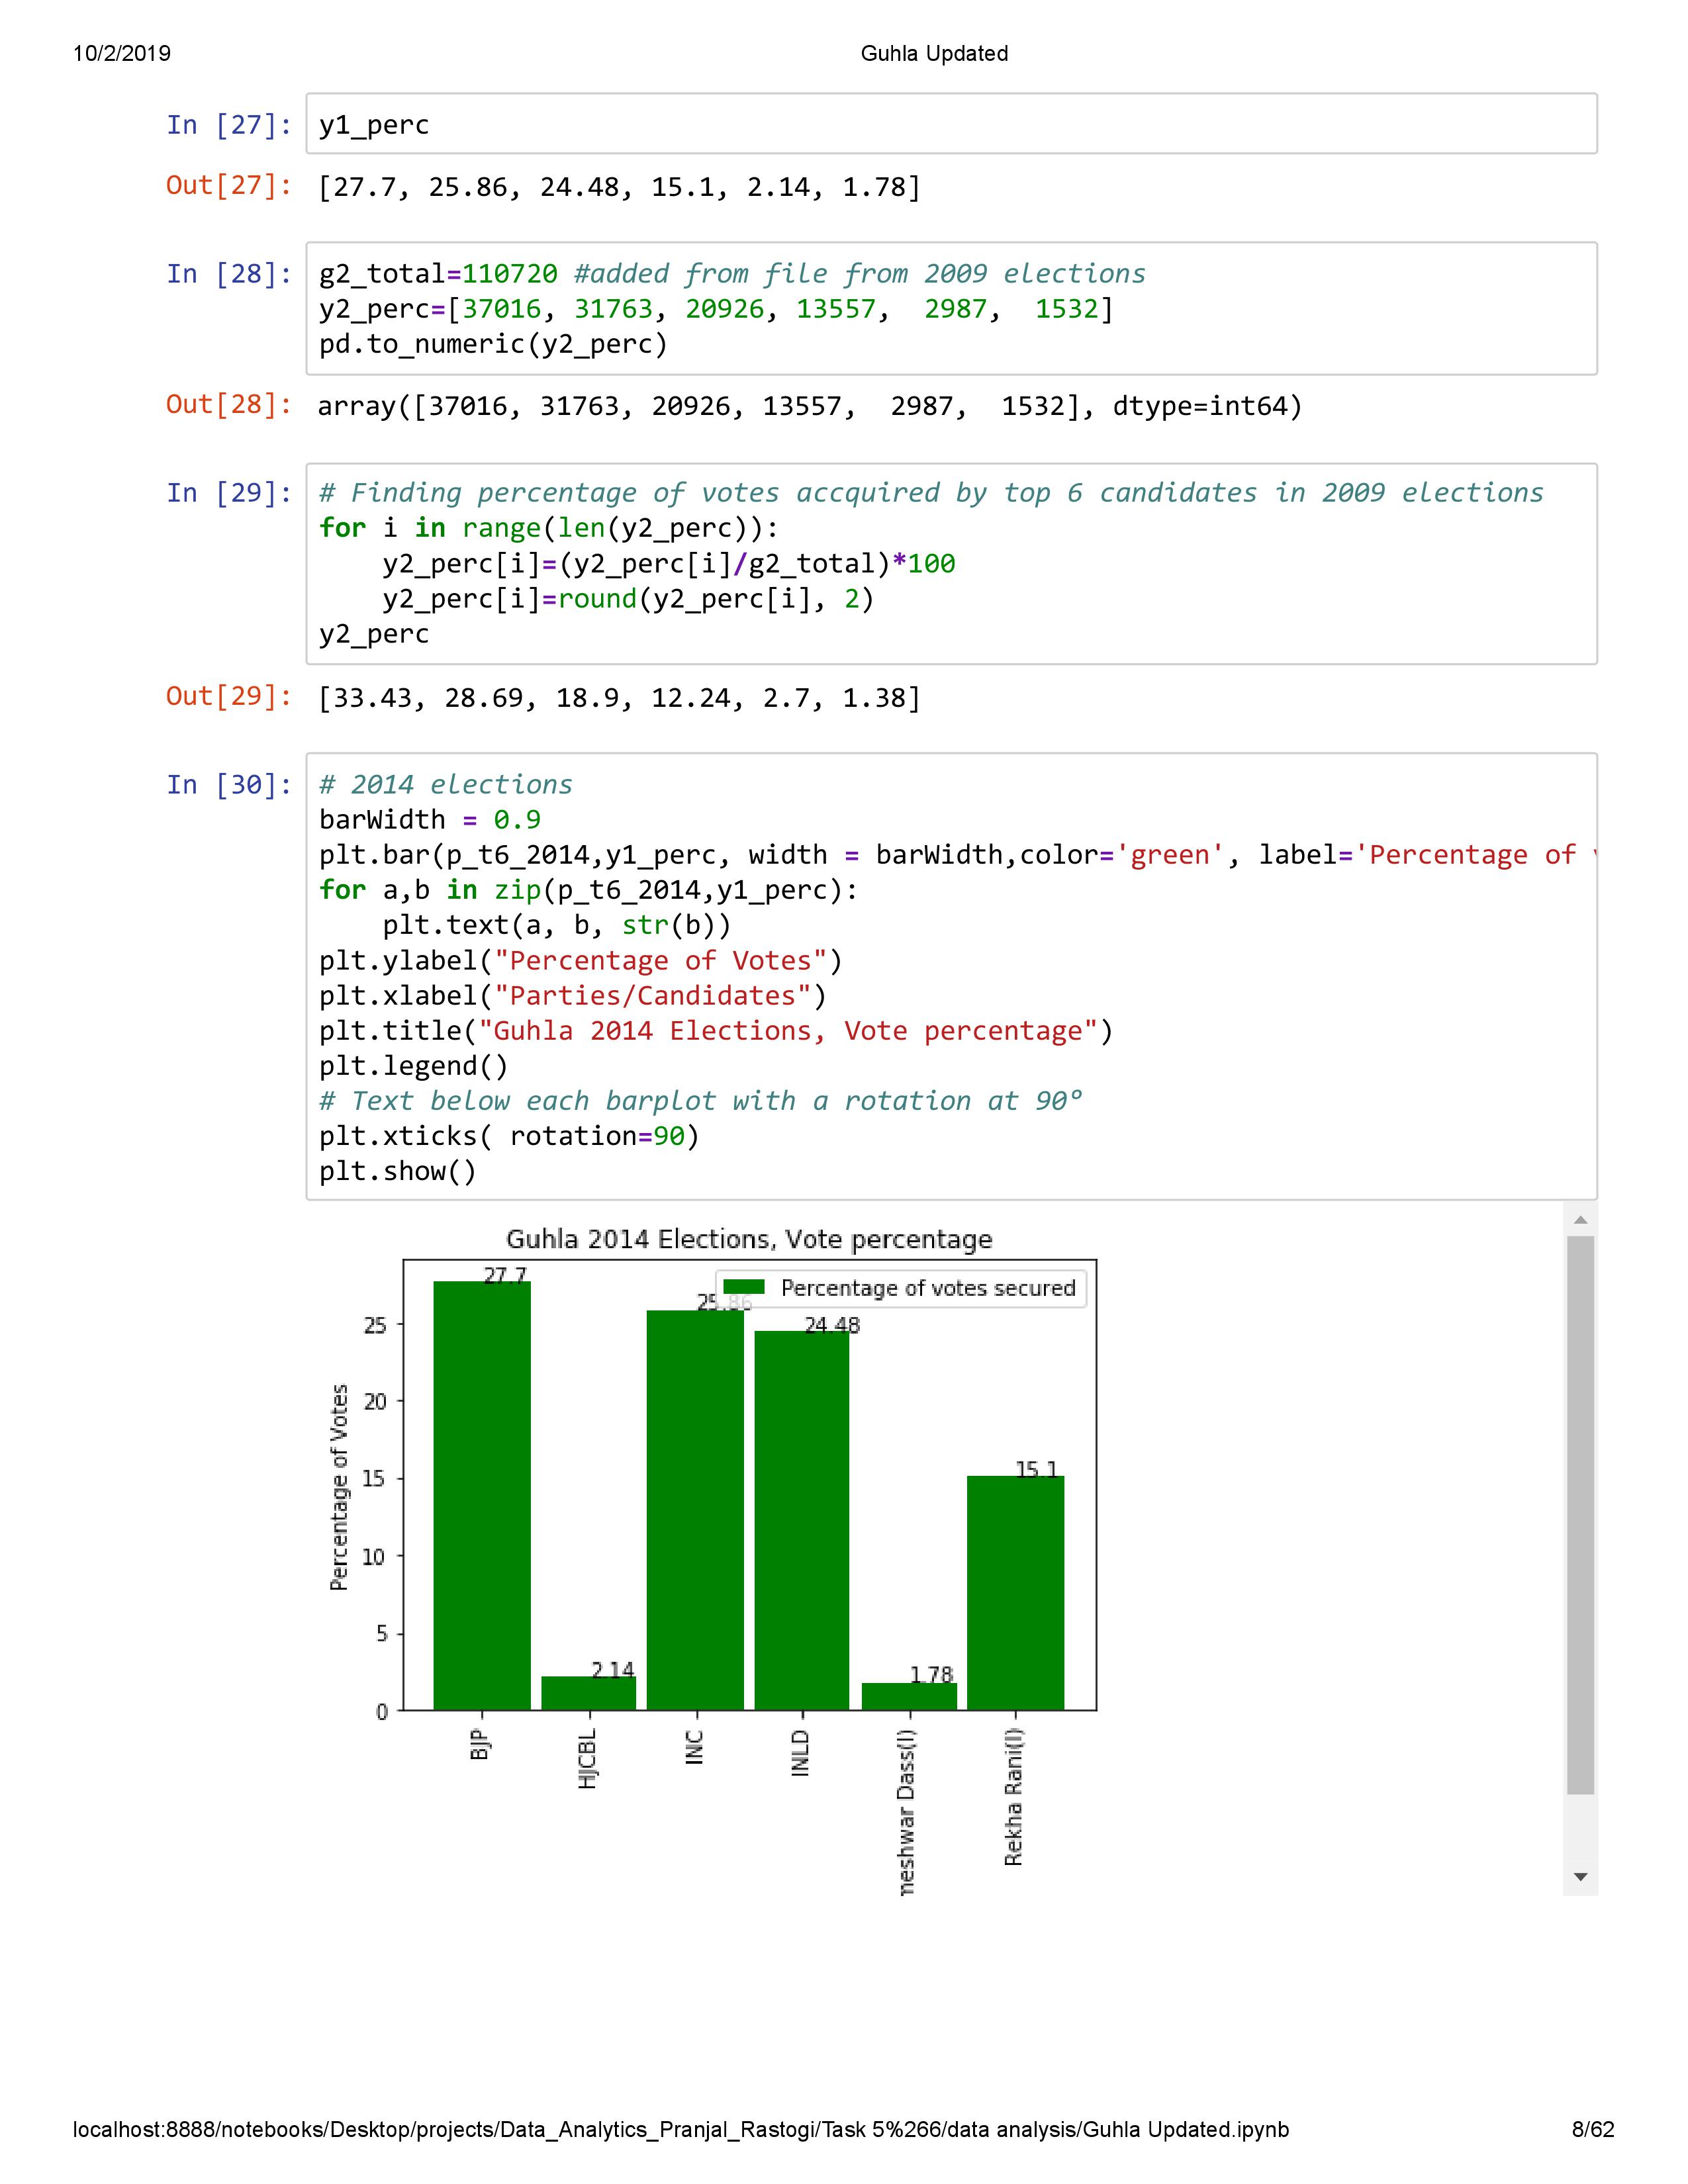 10/2/2019 Guhla Updated
In [27]: y1_perc
Out[27]: [27.7, 25.86, 24.48, 15.1, 2.14, 1.78]
In [28]: g2_total=110720 #added from file from 2009 elections
y2_perc=[37016, 31763, 20926, 13557,  2987,  1532]
pd.to_numeric(y2_perc)
Out[28]: array([37016, 31763, 20926, 13557,  2987,  1532], dtype=int64)
In [29]: # Finding percentage of votes accquired by top 6 candidates in 2009 elections
for i in range(len(y2_perc)):
    y2_perc[i]=(y2_perc[i]/g2_total)*100
    y2_perc[i]=round(y2_perc[i], 2)
y2_perc
Out[29]: [33.43, 28.69, 18.9, 12.24, 2.7, 1.38]
In [30]: # 2014 elections
barWidth = 0.9
plt.bar(p_t6_2014,y1_perc, width = barWidth,color='green', label='Percentage of
for a,b in zip(p_t6_2014,y1_perc):
    plt.text(a, b, str(b))
plt.ylabel("Percentage of Votes")
plt.xlabel("Parties/Candidates")
plt.title("Guhla 2014 Elections, Vote percentage")
plt.legend()
# Text below each barplot with a rotation at 90º
plt.xticks( rotation=90)
plt.show()
Guhla 2014 Elections, Vote percentage
Percentage of votes secured
27.7
25.86
24.48
15.1
2.14
1.78
25
20
15
10
5
0
Percentage of Votes
BJP
HJCBL
INC
INLD
meshwar Dass(I)
Rekha Rani(I)
localhost:8888/notebooks/Desktop/projects/Data_Analytics_Pranjal_Rastogi/Task 5%266/data analysis/Guhla Updated.ipynb 8/62